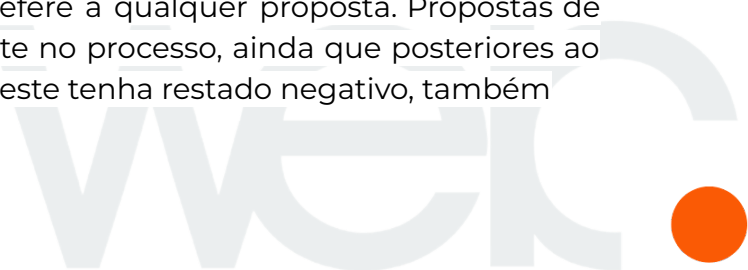 efere a qualquer proposta. Propostas de
te no processo, ainda que posteriores ao
este tenha restado negativo, também